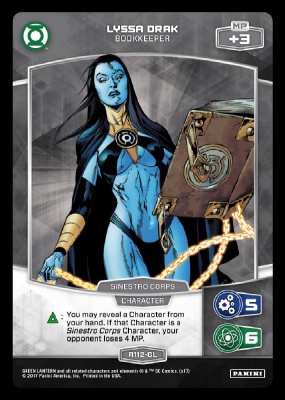 LYSSA DRAK
BOOKKEEPER
MP
+3
SINESTRO CORPS
CHARACTER
: You may reveal a Character from
your hand. If that Character is a
Sinestro Corps Character, your
opponent loses 4 MP.
5
6
A112-GL
GREEN LANTERN and all related characters and elements © & ™ DC Comics. (s17)
© 2017 Panini America, Inc. Printed in the USA.
PANINI